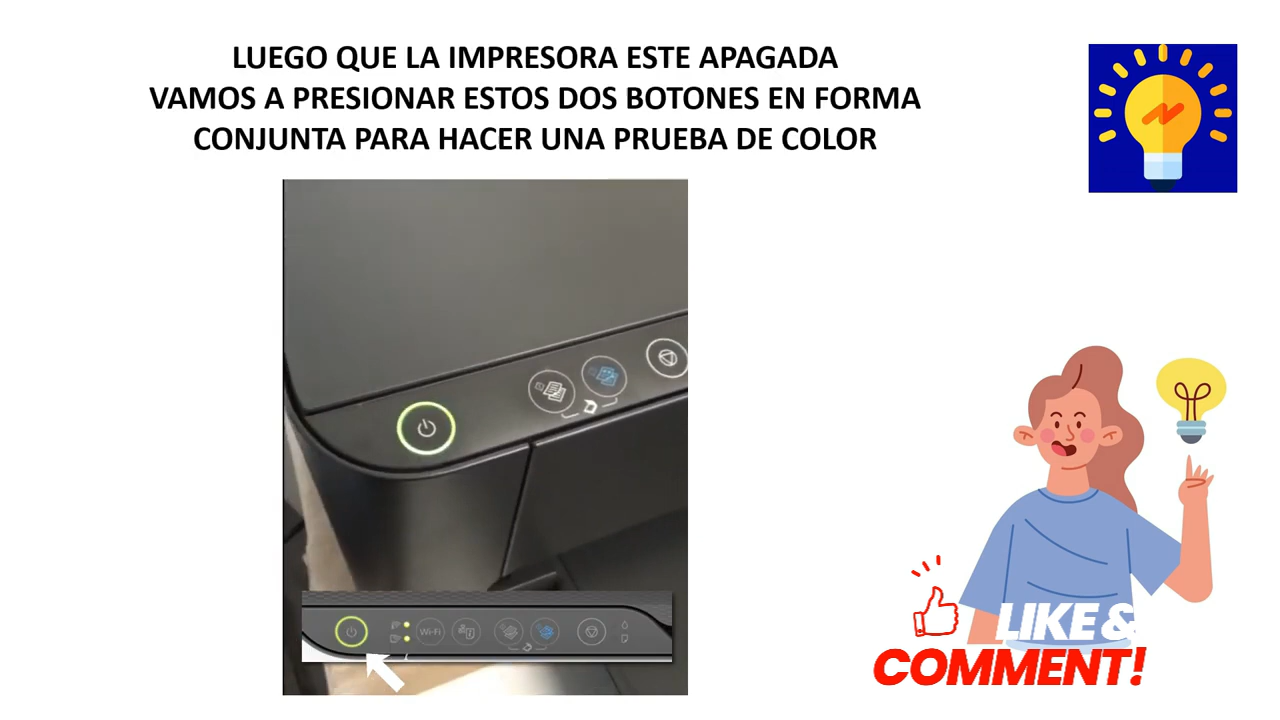 LUEGO QUE LA IMPRESORA ESTE APAGADA
VAMOS A PRESIONAR ESTOS DOS BOTONES EN FORMA
CONJUNTA PARA HACER UNA PRUEBA DE COLOR
Wi-Fi
LIKE &
COMMENT!